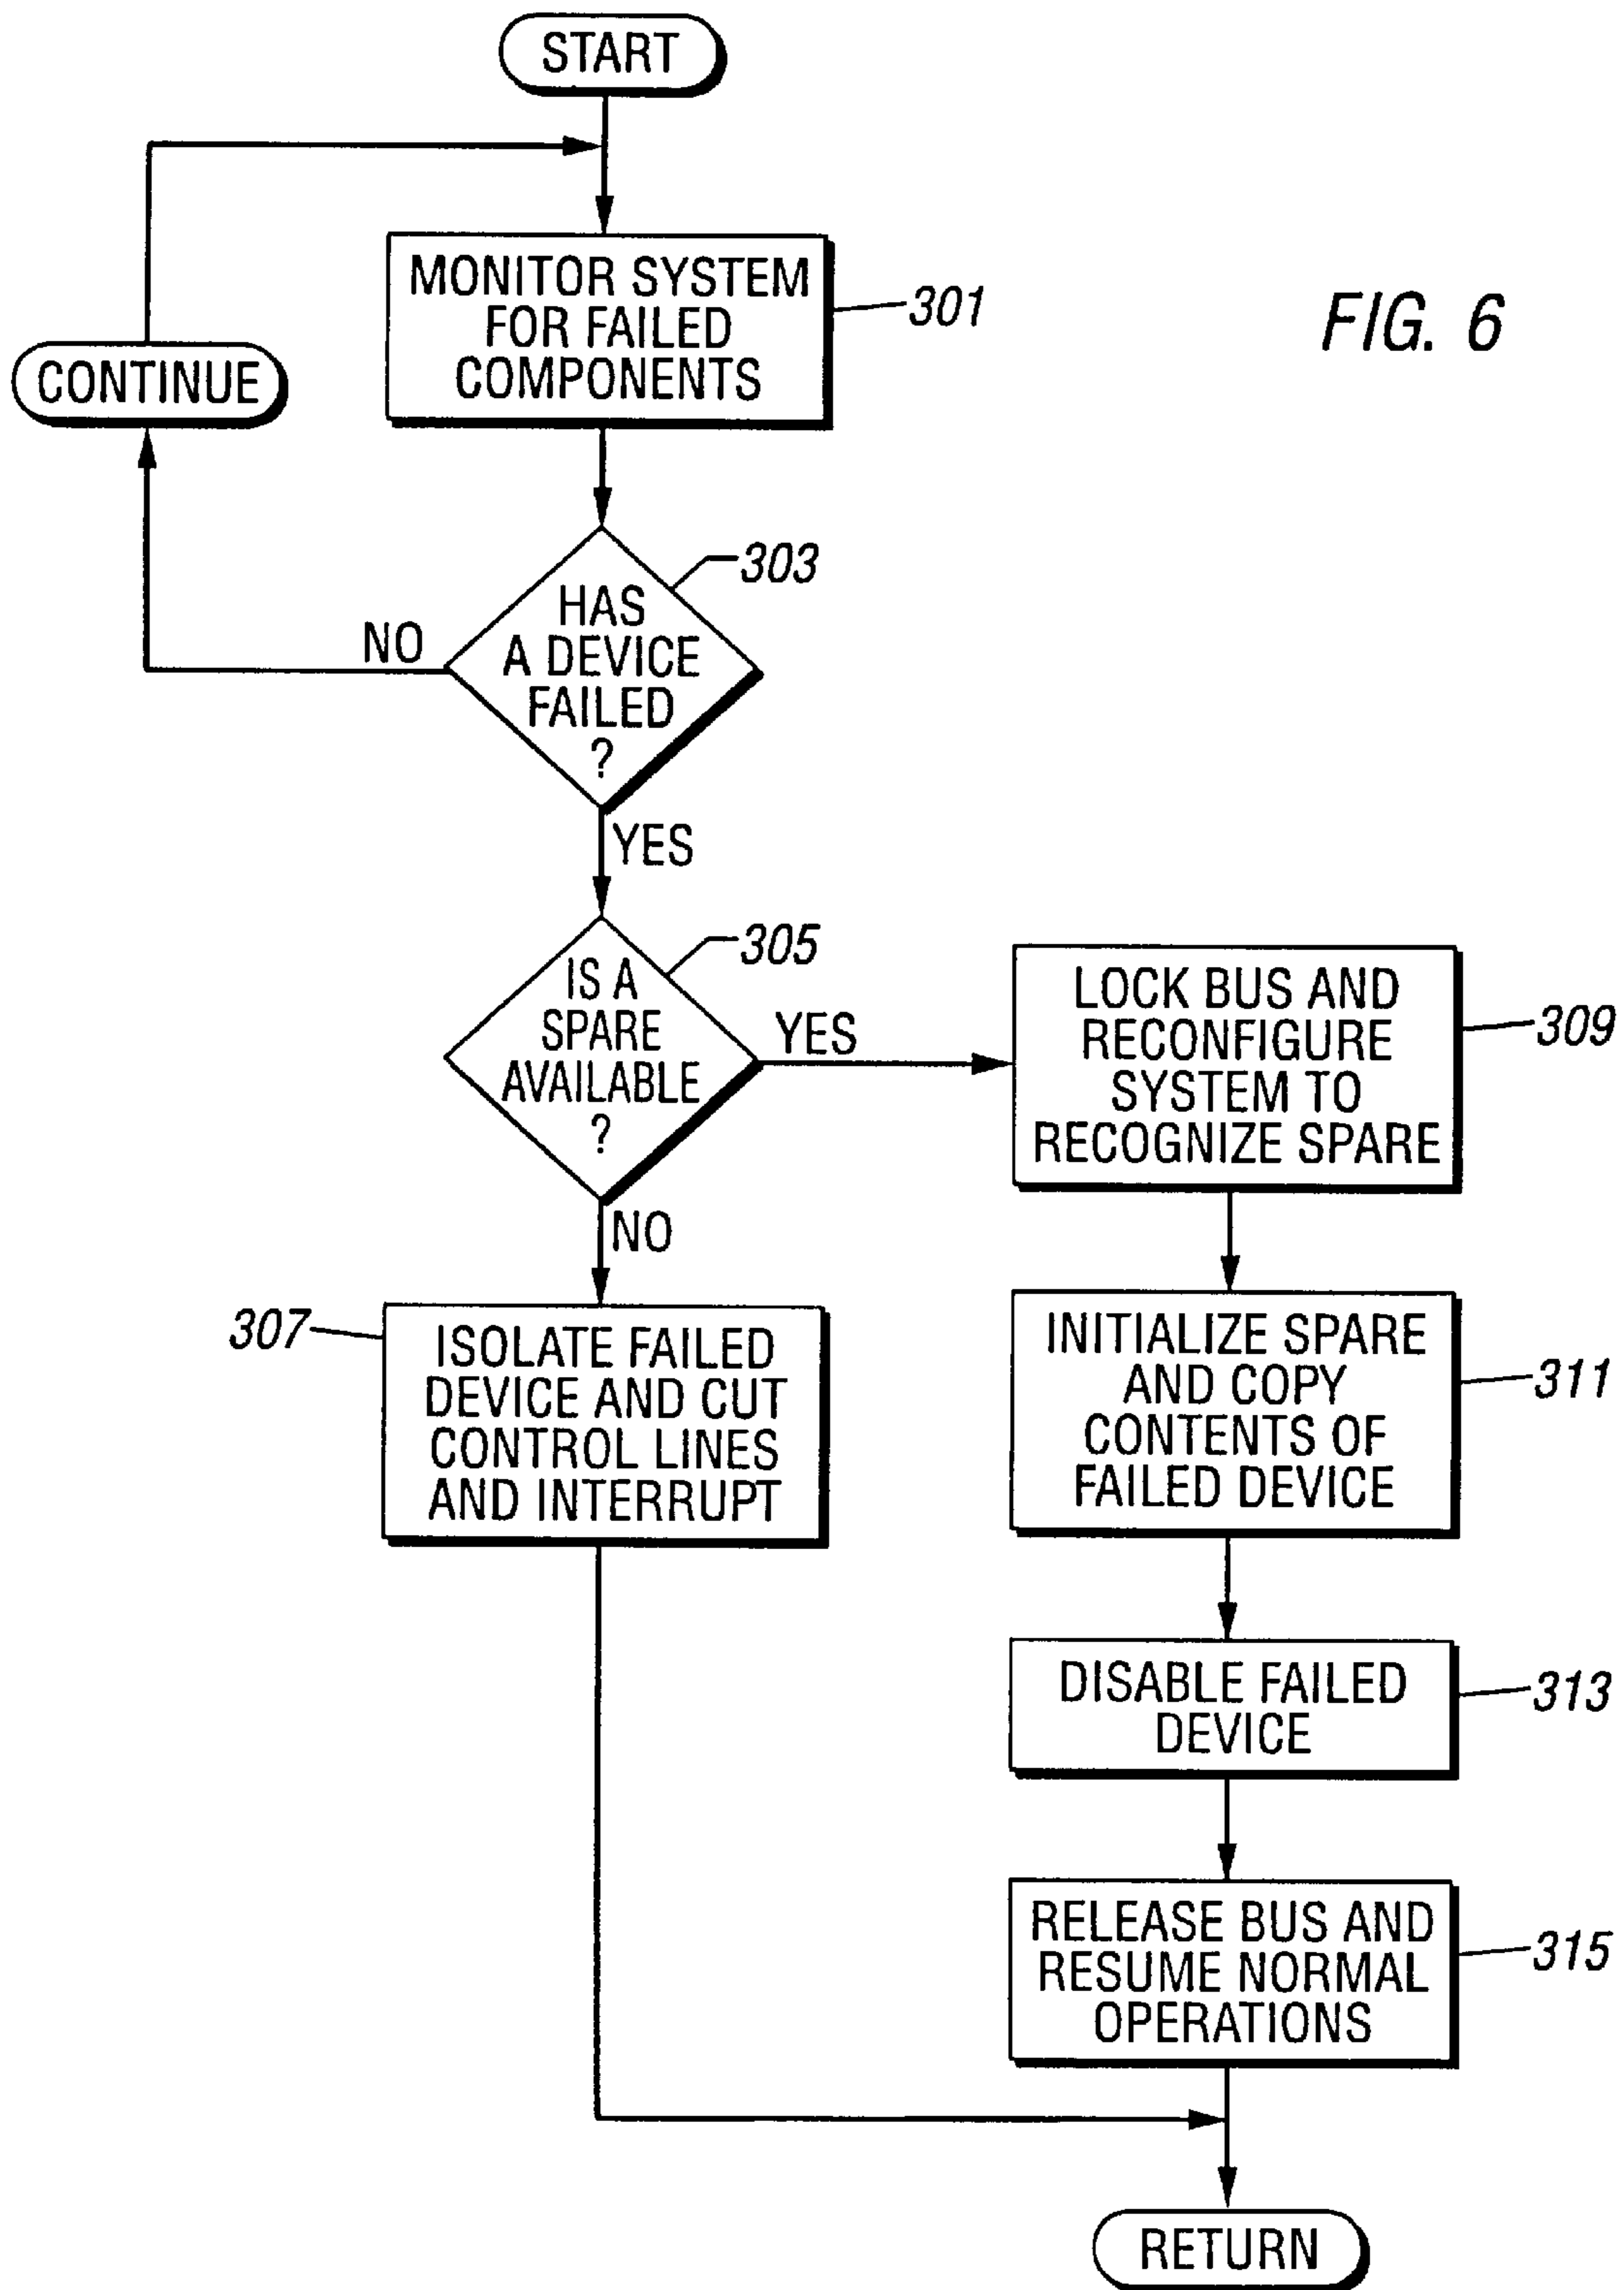 START
MONITOR SYSTEM
FOR FAILED
COMPONENTS
301
FIG. 6
CONTINUE
303
HAS
A DEVICE
FAILED
?
NO
YES
305
IS A
SPARE
AVAILABLE
?
YES
NO
LOCK BUS AND
RECONFIGURE
SYSTEM TO
RECOGNIZE SPARE
309
307
ISOLATE FAILED
DEVICE AND CUT
CONTROL LINES
AND INTERRUPT
INITIALIZE SPARE
AND COPY
CONTENTS OF
FAILED DEVICE
311
DISABLE FAILED
DEVICE
313
RELEASE BUS AND
RESUME NORMAL
OPERATIONS
315
RETURN